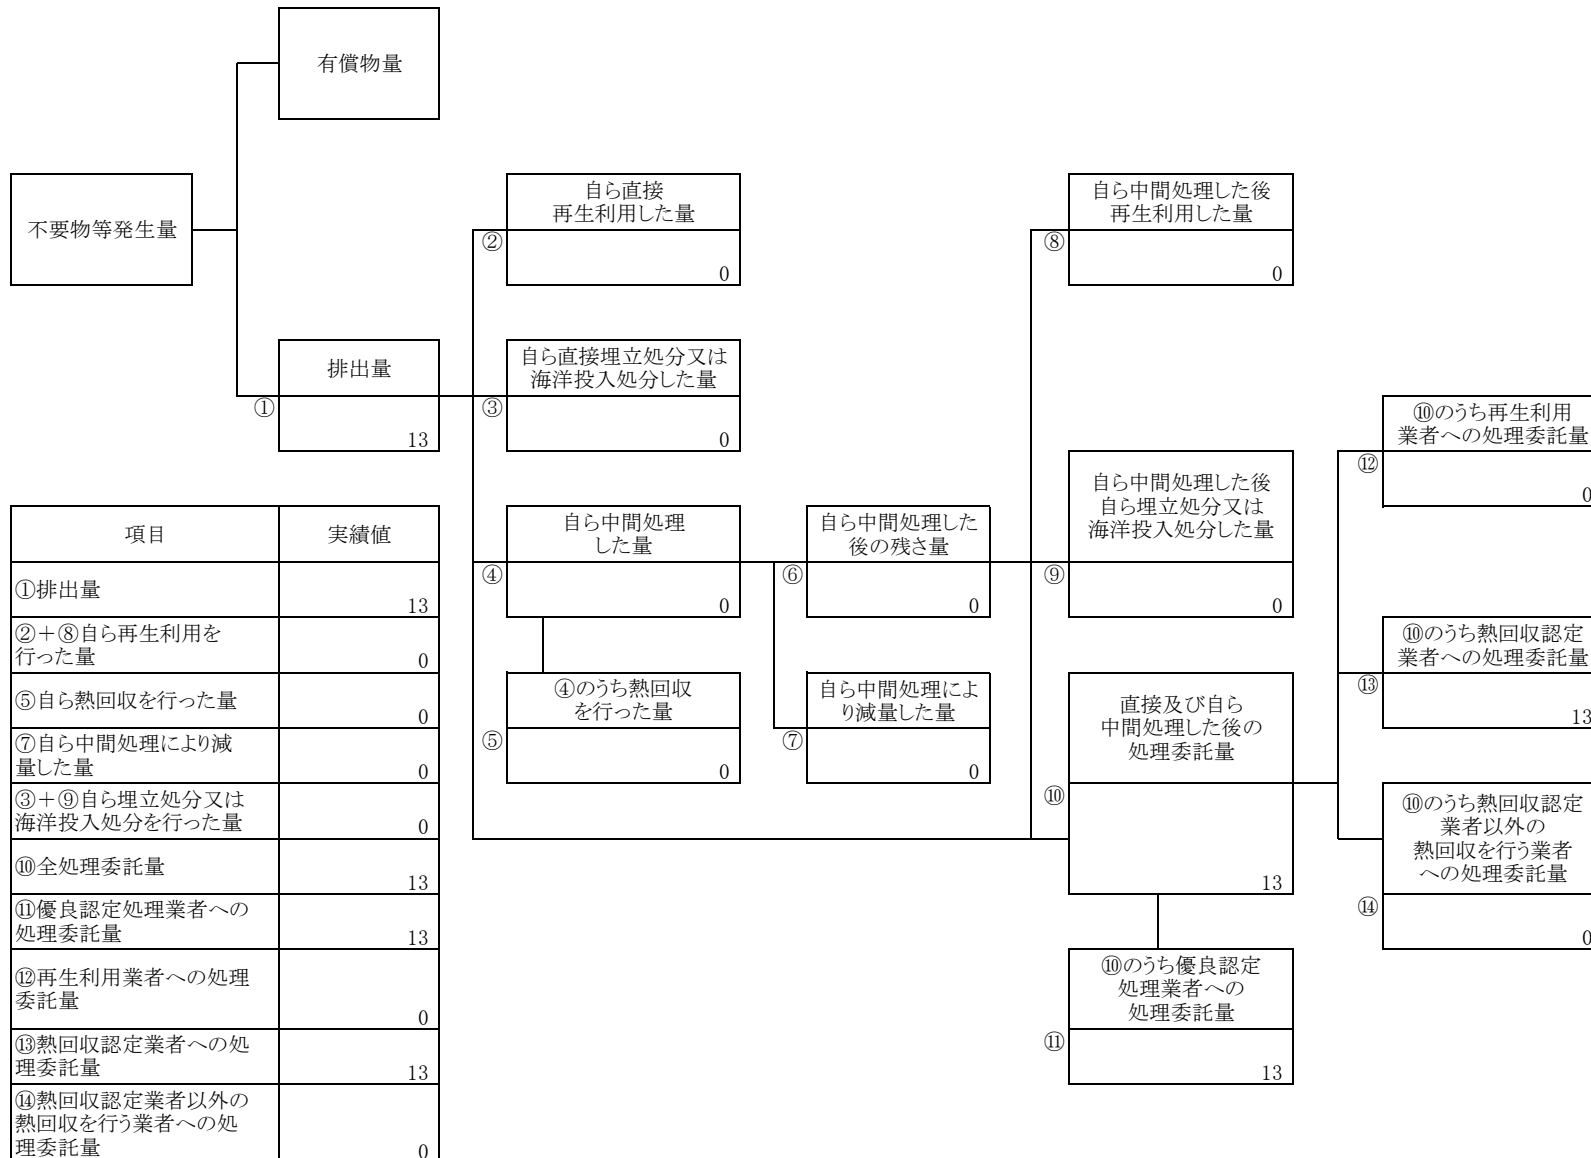 有償物量
不要物等発生量
自ら直接
再生利用した量
②
0
自ら中間処理した後
再生利用した量
⑧
0
排出量
①
13
自ら直接埋立処分又は
海洋投入処分した量
③
0
⑩のうち再生利用
業者への処理委託量
⑫
0
自ら中間処理
した量
④
0
自ら中間処理した
後の残さ量
⑥
0
自ら中間処理した後
自ら埋立処分又は
海洋投入処分した量
⑨
0
⑩のうち熱回収認定
業者への処理委託量
⑬
13
④のうち熱回収
を行った量
⑤
0
自ら中間処理によ
り減量した量
⑦
0
直接及び自ら
中間処理した後の
処理委託量
⑩
13
⑩のうち熱回収認定
業者以外の
熱回収を行う業者
への処理委託量
⑭
0
⑩のうち優良認定
処理業者への
処理委託量
⑪
13
項目 実績値
①排出量
13
②+⑧自ら再生利用を
行った量
0
⑤自ら熱回収を行った量
0
⑦自ら中間処理により減
量した量
0
③+⑨自ら埋立処分又は
海洋投入処分を行った量
0
⑩全処理委託量
13
⑪優良認定処理業者への
処理委託量
13
⑫再生利用業者への処理
委託量
0
⑬熱回収認定業者への処
理委託量
13
⑭熱回収認定業者以外の
熱回収を行う業者への処
理委託量
0